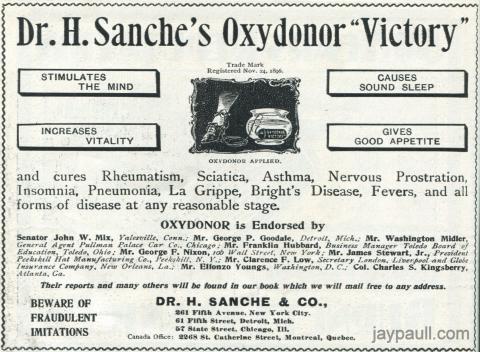 Dr. H. Sanche's Oxydonor "Victory"
Trade Mark
Registered Nov. 24, 1896.
STIMULATES
THE MIND
CAUSES
SOUND SLEEP
INCREASES
VITALITY
GIVES
GOOD APPETITE
OXYDONOR
VICTORY
OXYDONOR APPLIED.
and cures Rheumatism, Sciatica, Asthma, Nervous Prostration,
Insomnia, Pneumonia, La Grippe, Bright's Disease, Fevers, and all
forms of disease at any reasonable stage.
OXYDONOR is Endorsed by
Senator John W. Mix, Yalesville, Conn.; Mr. George P. Goodale, Detroit, Mich.; Mr. Washington Midler,
General Agent Pullman Palace Car Co., Chicago; Mr. Franklin Hubbard, Business Manager Toledo Board of
Education, Toledo, Ohio; Mr. George F. Nixon, 106 Wall Street, New York; Mr. James Stewart, Jr., President
Peekskill Hat Manufacturing Co., Peekskill, N. Y.; Mr. Clarence F. Low, Secretary London, Liverpool and Globe
Insurance Company, New Orleans, La.; Mr. Ellonzo Youngs, Washington, D. C.; Col. Charles S. Kingsbery,
Atlanta, Ga.
Their reports and many others will be found in our book which we will mail free to any address.
BEWARE OF
FRAUDULENT
IMITATIONS
DR. H. SANCHE & CO.,
261 Fifth Avenue, New York City.
61 Fifth Street, Detroit, Mich.
57 State Street, Chicago, Ill.
Canada Office: 2268 St. Catherine Street, Montreal, Quebec.
jaypaull.com